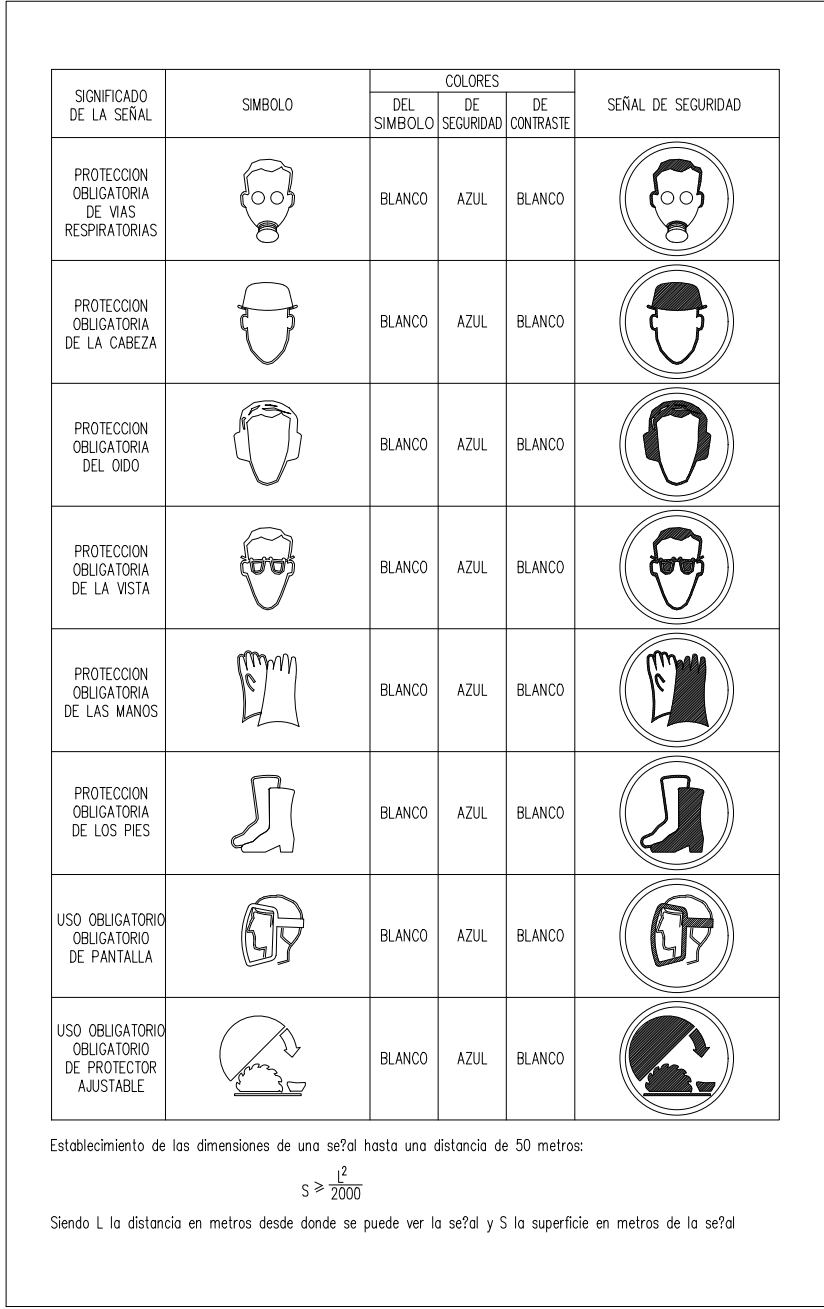 SIGNIFICADO
DE LA SEÑAL
SIMBOLO
COLORES
DEL
SIMBOLO
DE
SEGURIDAD
DE
CONTRASTE
SEÑAL DE SEGURIDAD
PROTECCION
OBLIGATORIA
DE VIAS
RESPIRATORIAS
BLANCO
AZUL
BLANCO
PROTECCION
OBLIGATORIA
DE LA CABEZA
BLANCO
AZUL
BLANCO
PROTECCION
OBLIGATORIA
DEL OIDO
BLANCO
AZUL
BLANCO
PROTECCION
OBLIGATORIA
DE LA VISTA
BLANCO
AZUL
BLANCO
PROTECCION
OBLIGATORIA
DE LAS MANOS
BLANCO
AZUL
BLANCO
PROTECCION
OBLIGATORIA
DE LOS PIES
BLANCO
AZUL
BLANCO
USO OBLIGATORIO
OBLIGATORIO
DE PANTALLA
BLANCO
AZUL
BLANCO
USO OBLIGATORIO
OBLIGATORIO
DE PROTECTOR
AJUSTABLE
BLANCO
AZUL
BLANCO
Establecimiento de las dimensiones de una se?al hasta una distancia de 50 metros:
S ≥ L²/2000
Siendo L la distancia en metros desde donde se puede ver la se?al y S la superficie en metros de la se?al